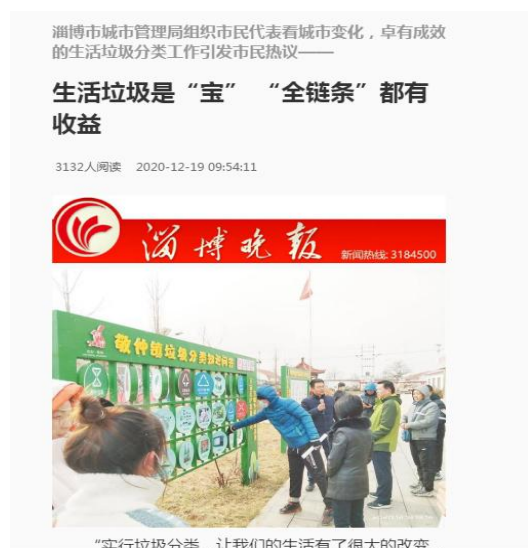 淄博市城市管理局组织市民代表看城市变化，卓有成效
的生活垃圾分类工作引发市民热议——
生活垃圾是“宝” “全链条”都有
收益
3132人阅读 2020-12-19 09:54:11
淄博晚报
新闻热线: 3184500
敬仲镇垃圾分类知识问答
“实行垃圾分类，让我们的生活有了很大的改变